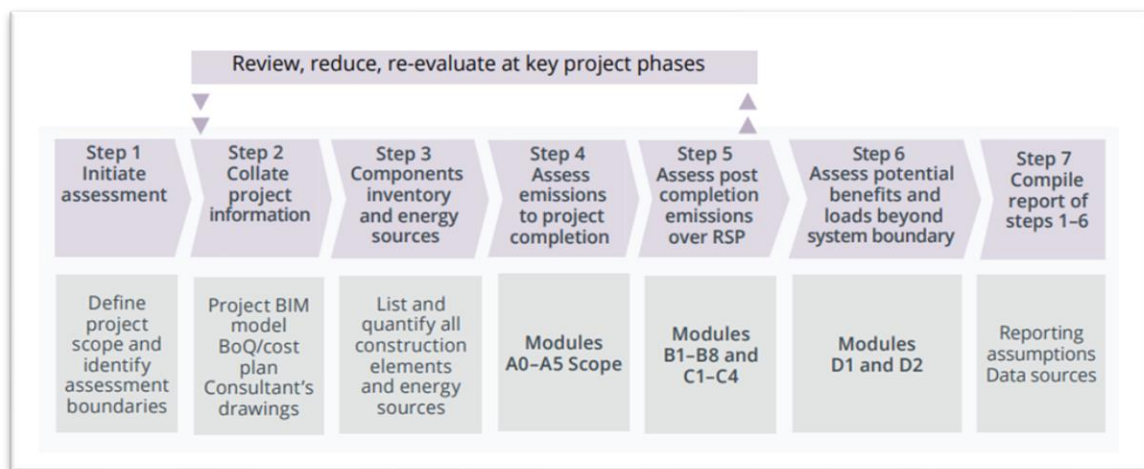 Review, reduce, re-evaluate at key project phases
Step 1
Initiate
assessment
Step 2
Collate
project
information
Step 3
Components
inventory
and energy
sources
Step 4
Assess
emissions
to project
completion
Step 5
Assess post
completion
emissions
over RSP
Step 6
Assess potential
benefits and
loads beyond
system boundary
Step 7
Compile
report of
steps 1–6
Define
project
scope and
identify
assessment
boundaries
Project BIM
model
BoQ/cost
plan
Consultant's
drawings
List and
quantify all
construction
elements
and energy
sources
Modules
A0–A5 Scope
Modules
B1–B8 and
C1–C4
Modules
D1 and D2
Reporting
assumptions
Data sources